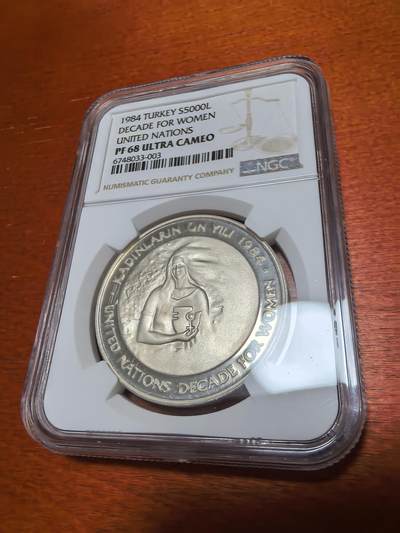 1984 TURKEY S5000L
DECADE FOR WOMEN
UNITED NATIONS
PF 68 ULTRA CAMEO
6748033-003
NUMISMATIC GUARANTY COMPANY
NGC
KADINLARIN ON YILI 1984
UNITED NATIONS DECADE FOR WOMEN